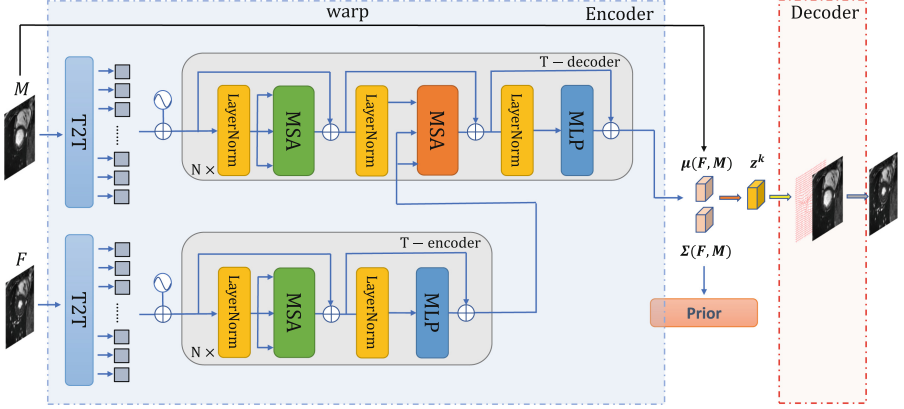 warp
Encoder
Decoder
M
T2T
T – decoder
LayerNorm
MSA
LayerNorm
MSA
LayerNorm
MLP
N ×
μ(F, M)
z^k
Σ(F, M)
Prior
F
T2T
T – encoder
LayerNorm
MSA
LayerNorm
MLP
N ×